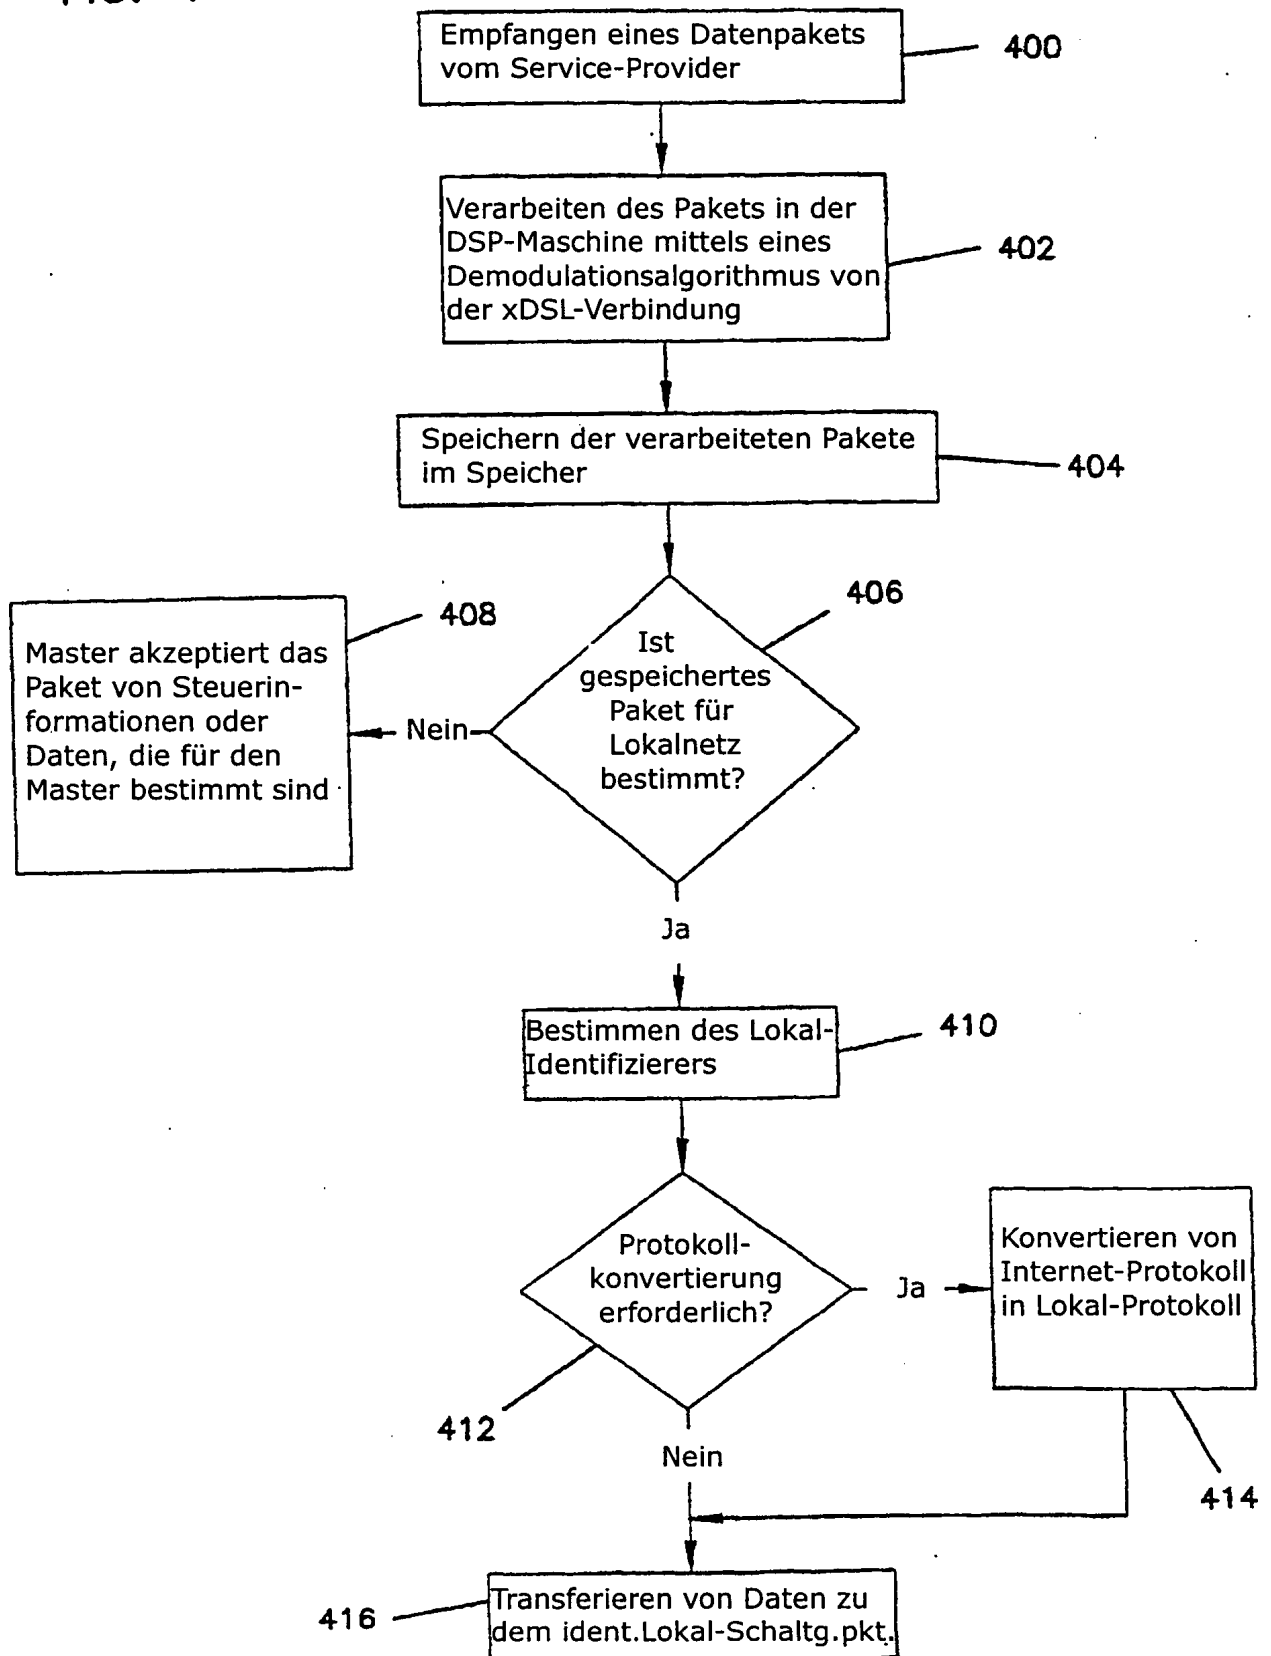 Empfangen eines Datenpakets
vom Service-Provider
400
Verarbeiten des Pakets in der
DSP-Maschine mittels eines
Demodulationsalgorithmus von
der xDSL-Verbindung
402
Speichern der verarbeiteten Pakete
im Speicher
404
406
Ist
gespeichertes
Paket für
Lokalnetz
bestimmt?
Nein
408
Master akzeptiert das
Paket von Steuerin-
formationen oder
Daten, die für den
Master bestimmt sind
Ja
Bestimmen des Lokal-
Identifizierers
410
Protokoll-
konvertierung
erforderlich?
412
Ja
Konvertieren von
Internet-Protokoll
in Lokal-Protokoll
414
Nein
416
Transferieren von Daten zu
dem ident.Lokal-Schaltg.pkt.